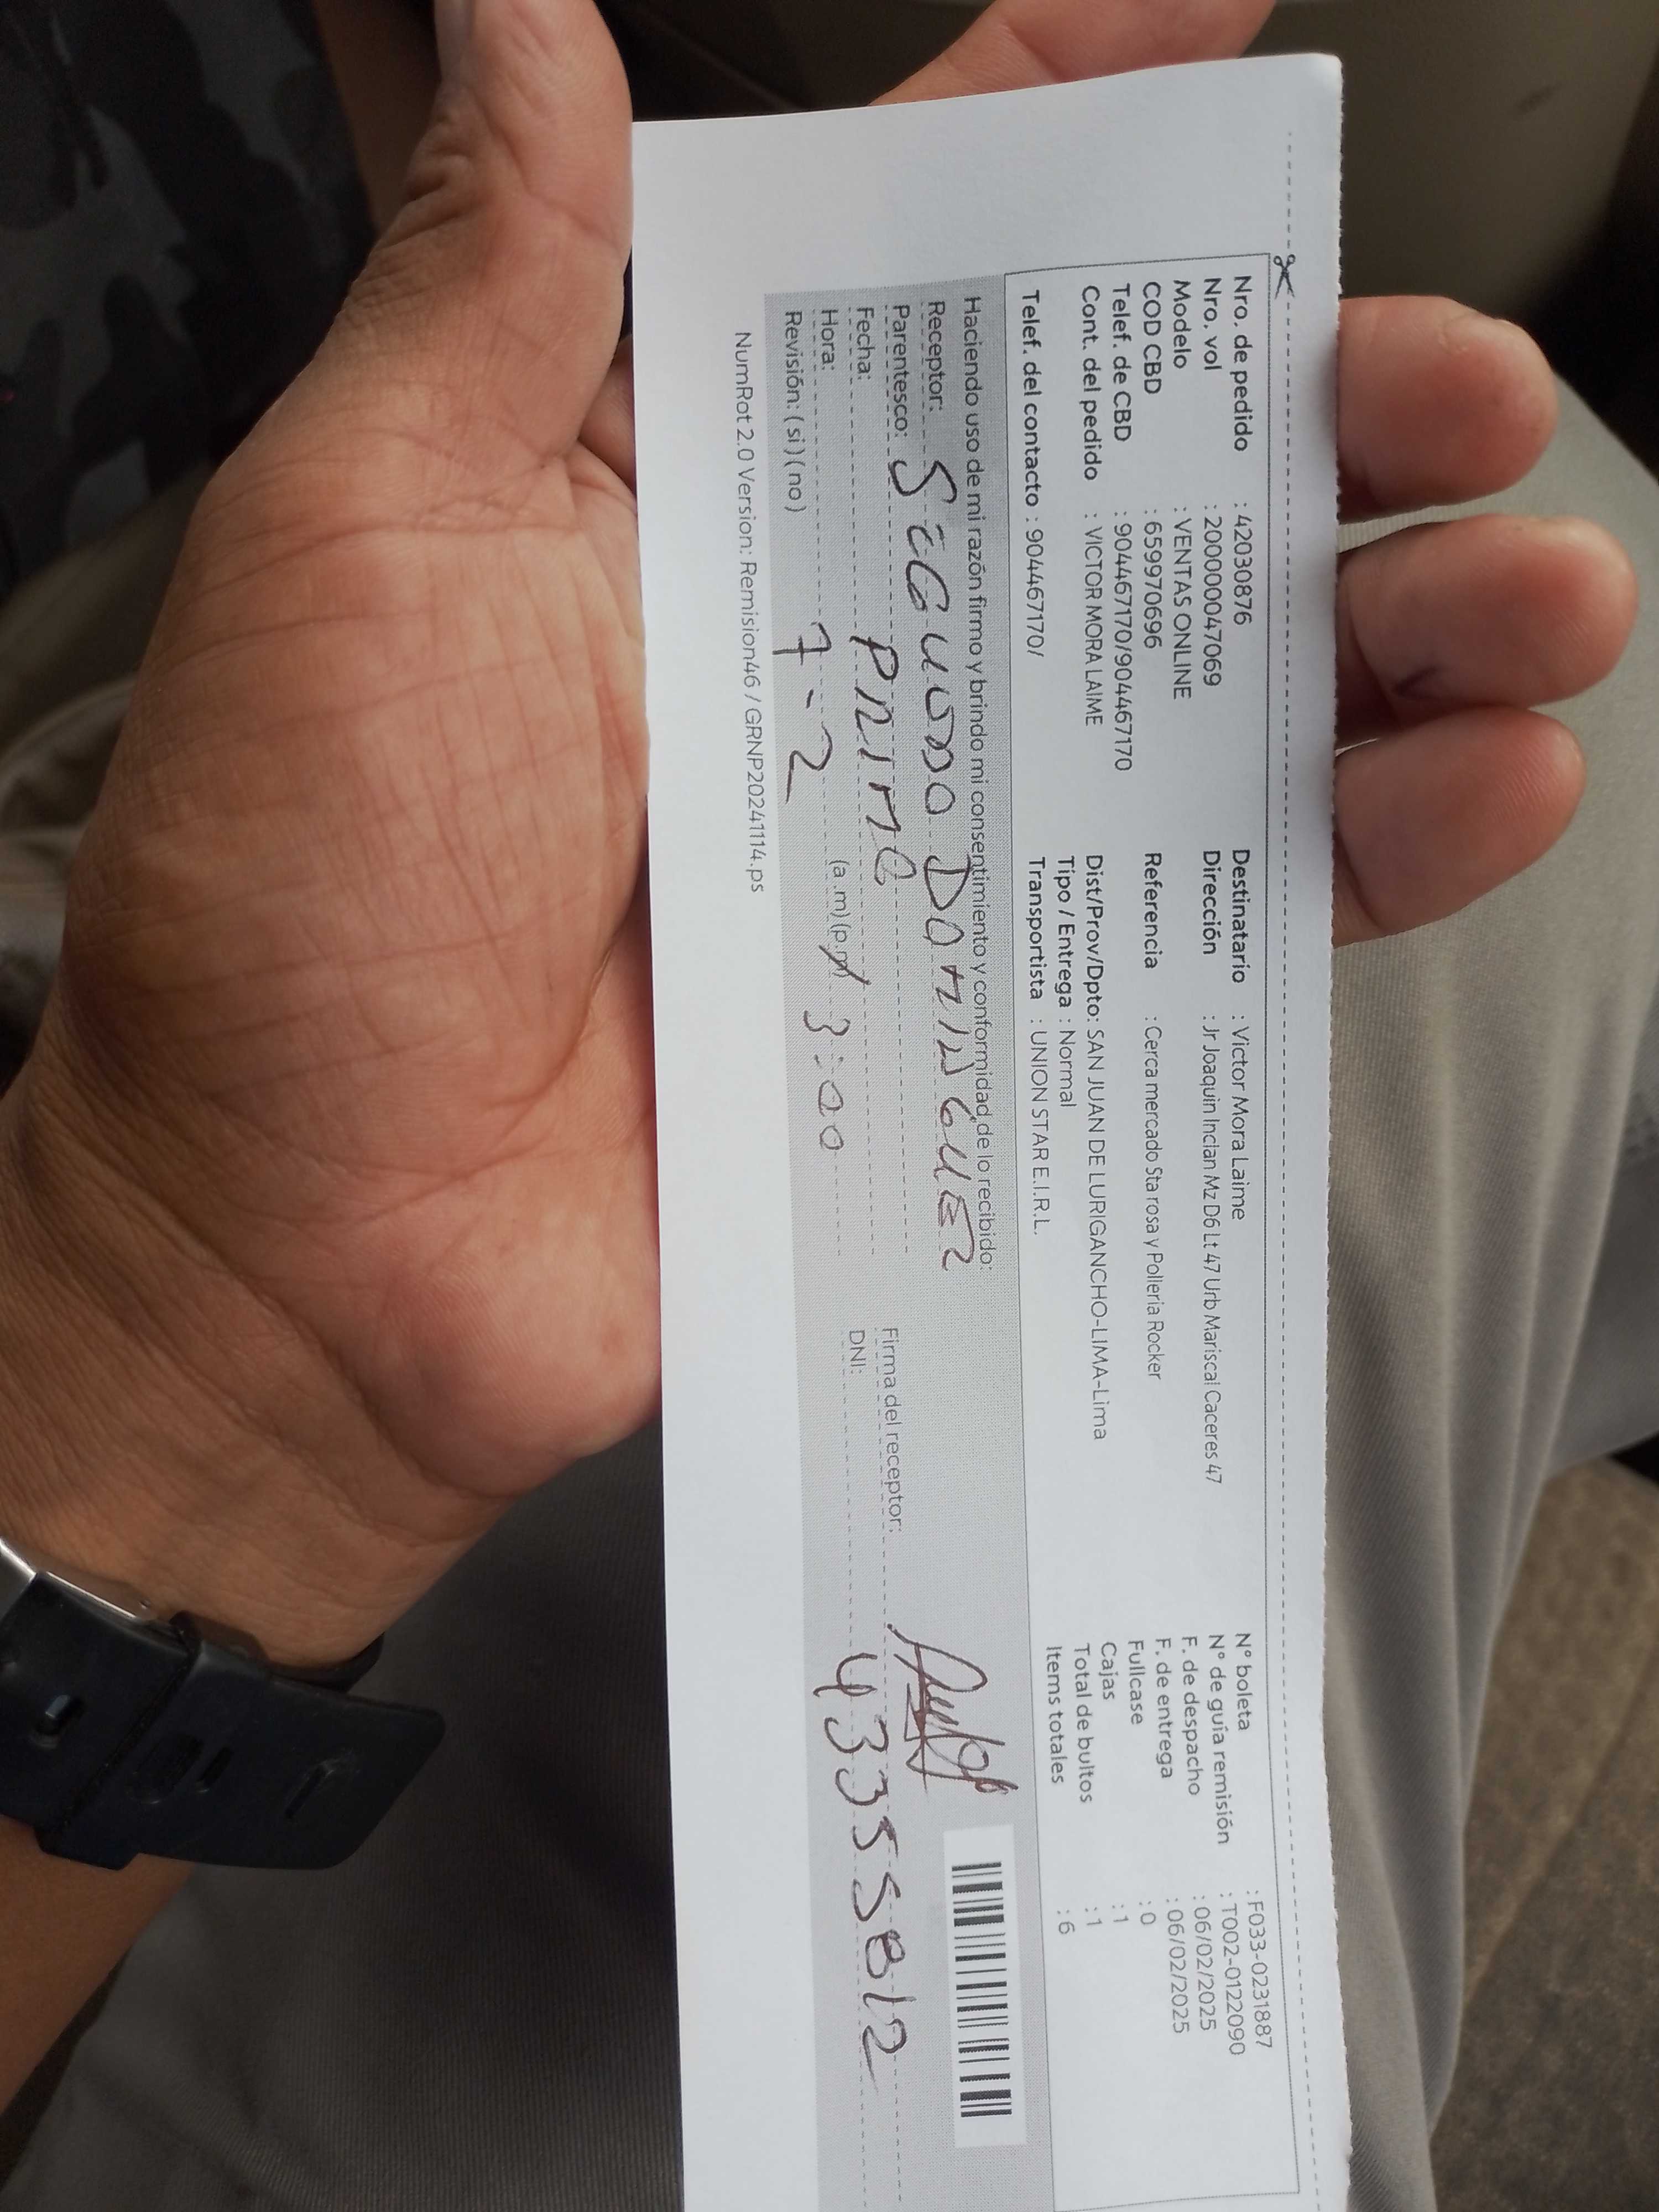 Nro. de pedido : 42030876
Nro. vol : 2000000047069
Modelo : VENTAS ONLINE
COD CBD : 659970696
Telef. de CBD : 904467170/904467170
Cont. del pedido : VICTOR MORA LAIME
Telef. del contacto : 904467170/
Destinatario : Victor Mora Laime
Dirección : Jr Joaquin Inclan Mz D6 Lt 47 Urb Mariscal Caceres 47
Referencia : Cerca mercado Sta rosa y Polleria Rocker
Dist/Prov/Dpto: SAN JUAN DE LURIGANCHO-LIMA-Lima
Tipo / Entrega : Normal
Transportista : UNION STAR E.I.R.L.
N° boleta : F033-0231887
N° de guía remisión : T002-0122090
F. de despacho : 06/02/2025
F. de entrega : 06/02/2025
Fullcase : 0
Cajas : 1
Total de bultos : 1
Items totales : 6
Haciendo uso de mi razón firmo y brindo mi consentimiento y conformidad de lo recibido:
Receptor: SEGUNDO DOMINGUEZ
Parentesco: PRIMO
Fecha: 7-2
Hora: (a.m)(p.m) 3:00
Revisión: (si)(no)
Firma del receptor:
DNI: 43355812
NumRot 2.0 Version: Remision46 / GRNP20241114.ps